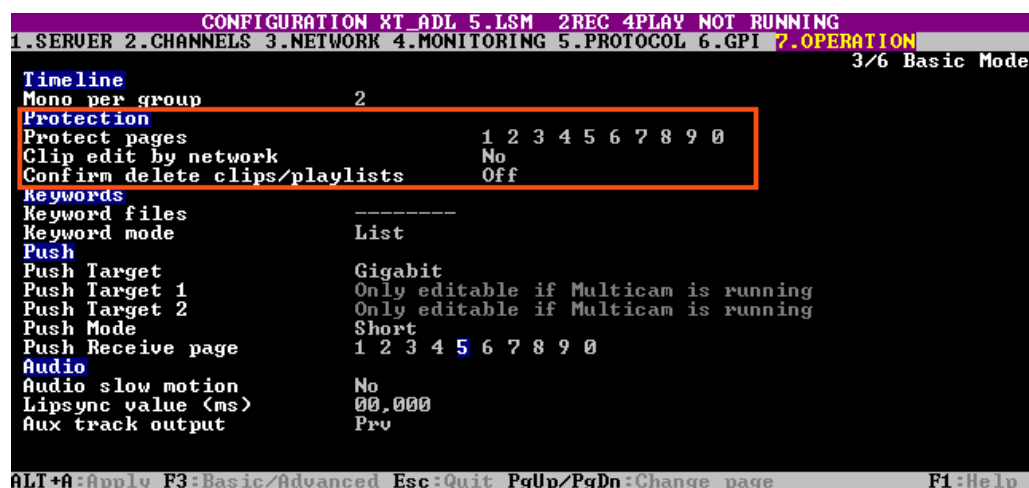 CONFIGURATION XT_ADL 5.LSM 2REC 4PLAY NOT RUNNING
1.SERVER 2.CHANNELS 3.NETWORK 4.MONITORING 5.PROTOCOL 6.GPI 7.OPERATION
3/6 Basic Mode
Timeline
Mono per group 2
Protection
Protect pages 1 2 3 4 5 6 7 8 9 0
Clip edit by network No
Confirm delete clips/playlists Off
Keywords
Keyword files --------
Keyword mode List
Push
Push Target Gigabit
Push Target 1 Only editable if Multicam is running
Push Target 2 Only editable if Multicam is running
Push Mode Short
Push Receive page 1 2 3 4 5 6 7 8 9 0
Audio
Audio slow motion No
Lipsync value (ms) 00,000
Aux track output Prv
ALT+A:Apply F3:Basic/Advanced Esc:Quit PgUp/PgDn:Change page F1:Help